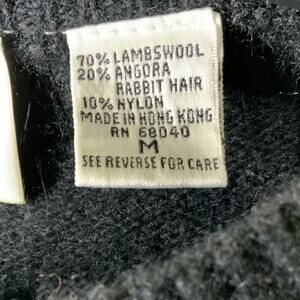 70% LAMBSWOOL
20% ANGORA
RABBIT HAIR
10% NYLON
MADE IN HONG KONG
RN 68040
M
SEE REVERSE FOR CARE